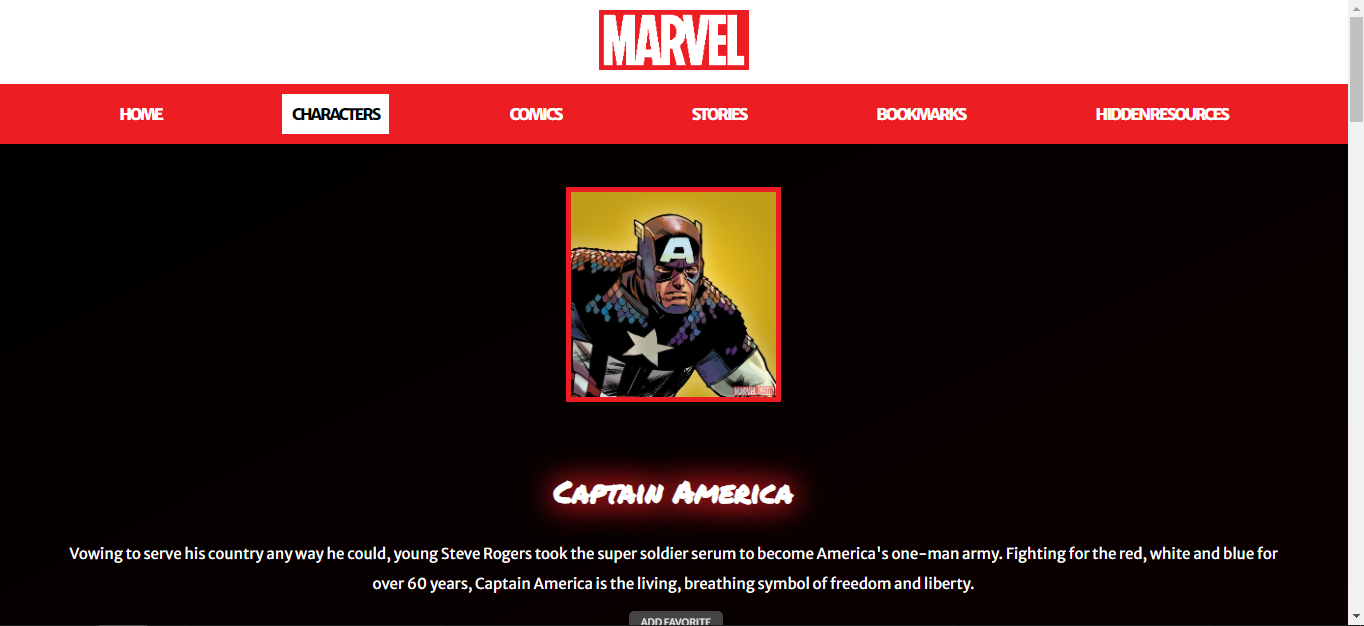 MARVEL
HOME
CHARACTERS
COMICS
STORIES
BOOKMARKS
HIDDENRESOURCES
A
Captain America
Vowing to serve his country any way he could, young Steve Rogers took the super soldier serum to become America's one-man army. Fighting for the red, white and blue for
over 60 years, Captain America is the living, breathing symbol of freedom and liberty.
ADD FAVORITE